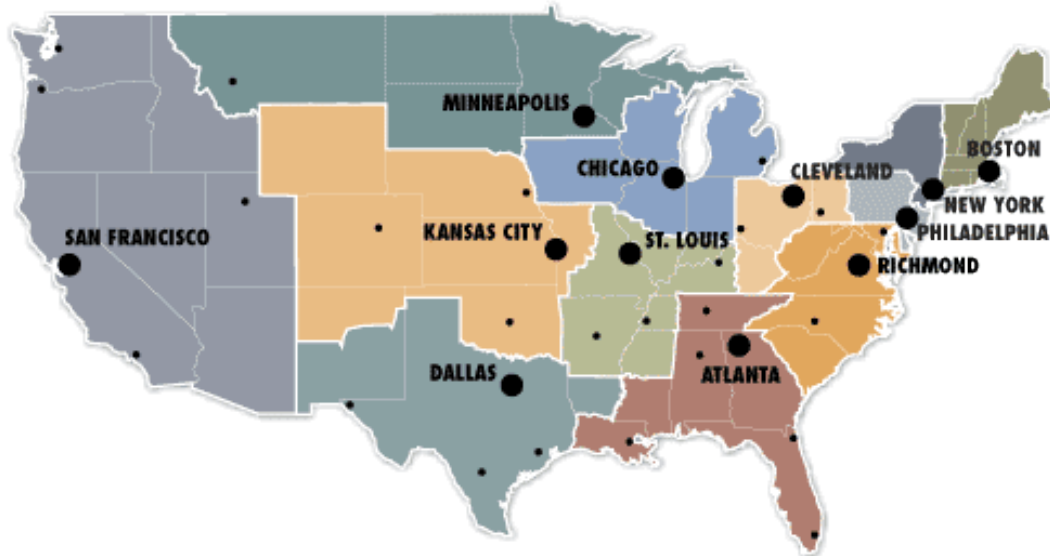 MINNEAPOLIS
BOSTON
CHICAGO
CLEVELAND
NEW YORK
PHILADELPHIA
SAN FRANCISCO
KANSAS CITY
ST. LOUIS
RICHMOND
DALLAS
ATLANTA